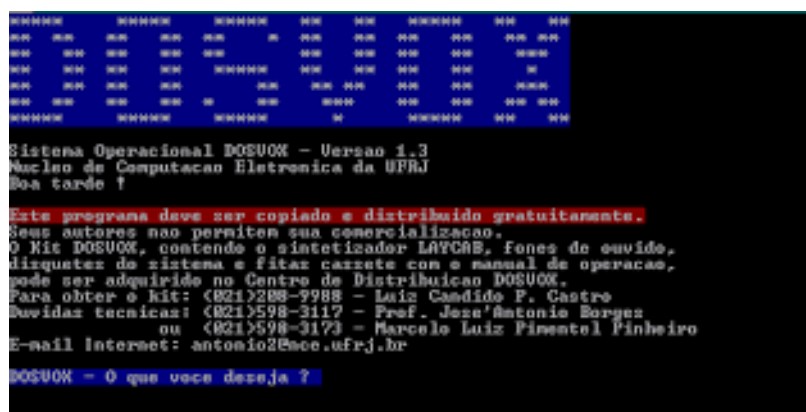 DOSVOX
Sistema Operacional DOSVOX - Versao 1.3
Nucleo de Computacao Eletronica da UFRJ
Boa tarde !
Este programa deve ser copiado e distribuido gratuitamente.
Seus autores nao permitem sua comercializacao.
O Kit DOSVOX, contendo o sintetizador LAYCAB, fones de ouvido,
disquetes do sistema e fitas cassete com o manual de operacao,
pode ser adquirido no Centro de Distribuicao DOSVOX.
Para obter o kit: (021)208-9988 - Luiz Candido P. Castro
Duvidas tecnicas: (021)598-3117 - Prof. Jose'Antonio Borges
ou (021)598-3173 - Marcelo Luiz Pimentel Pinheiro
E-mail Internet: antonio2@nce.ufrj.br
DOSVOX - O que voce deseja ?